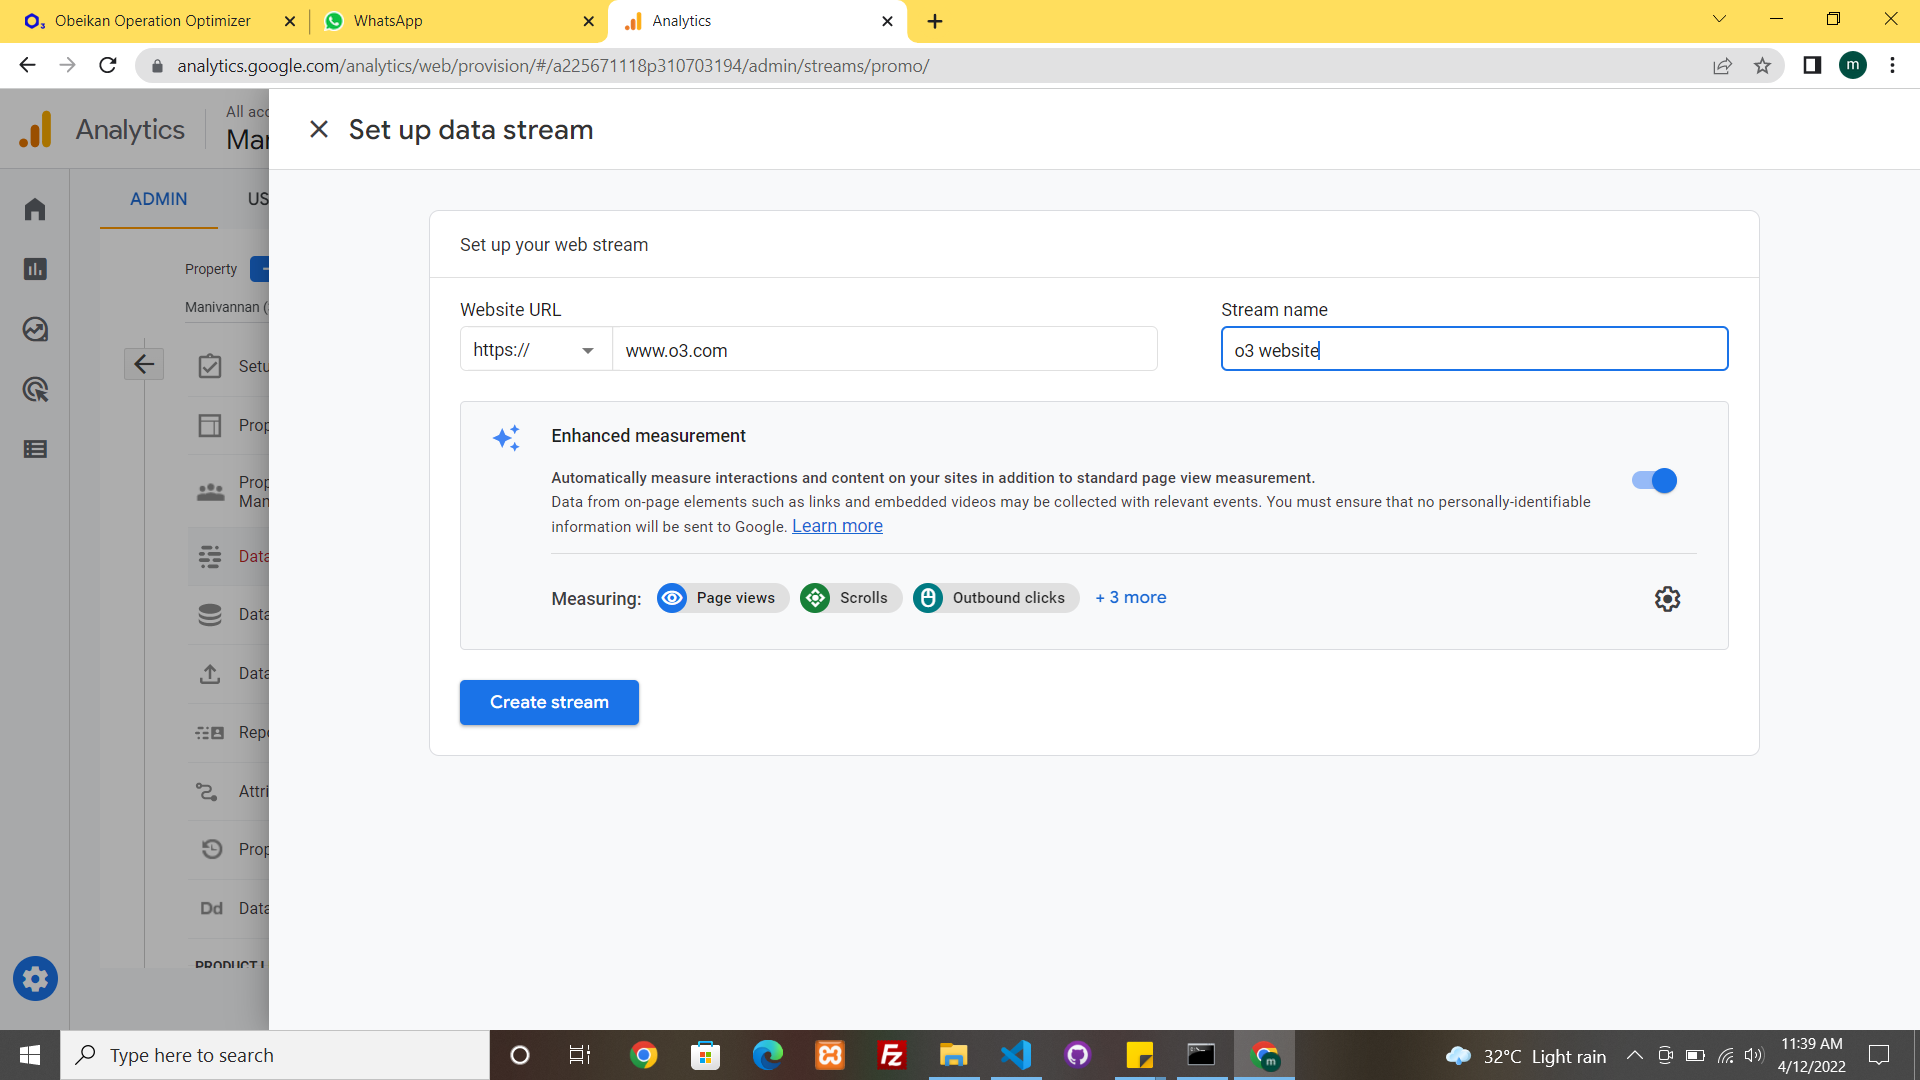 Obeikan Operation Optimizer
WhatsApp
Analytics
analytics.google.com/analytics/web/provision/#/a225671118p310703194/admin/streams/promo/
m
Analytics
All acc
Mar
Set up data stream
ADMIN
US
Property
Manivannan (
Setu
Prop
Prop
Man
Data
Data
Data
Repo
Attri
Prop
Dd Data
PRODUCT L
Set up your web stream
Website URL
Stream name
https://
www.o3.com
o3 website
Enhanced measurement
Automatically measure interactions and content on your sites in addition to standard page view measurement.
Data from on-page elements such as links and embedded videos may be collected with relevant events. You must ensure that no personally-identifiable
information will be sent to Google. Learn more
Measuring: Page views Scrolls Outbound clicks + 3 more
Create stream
Type here to search
32°C Light rain
11:39 AM
4/12/2022